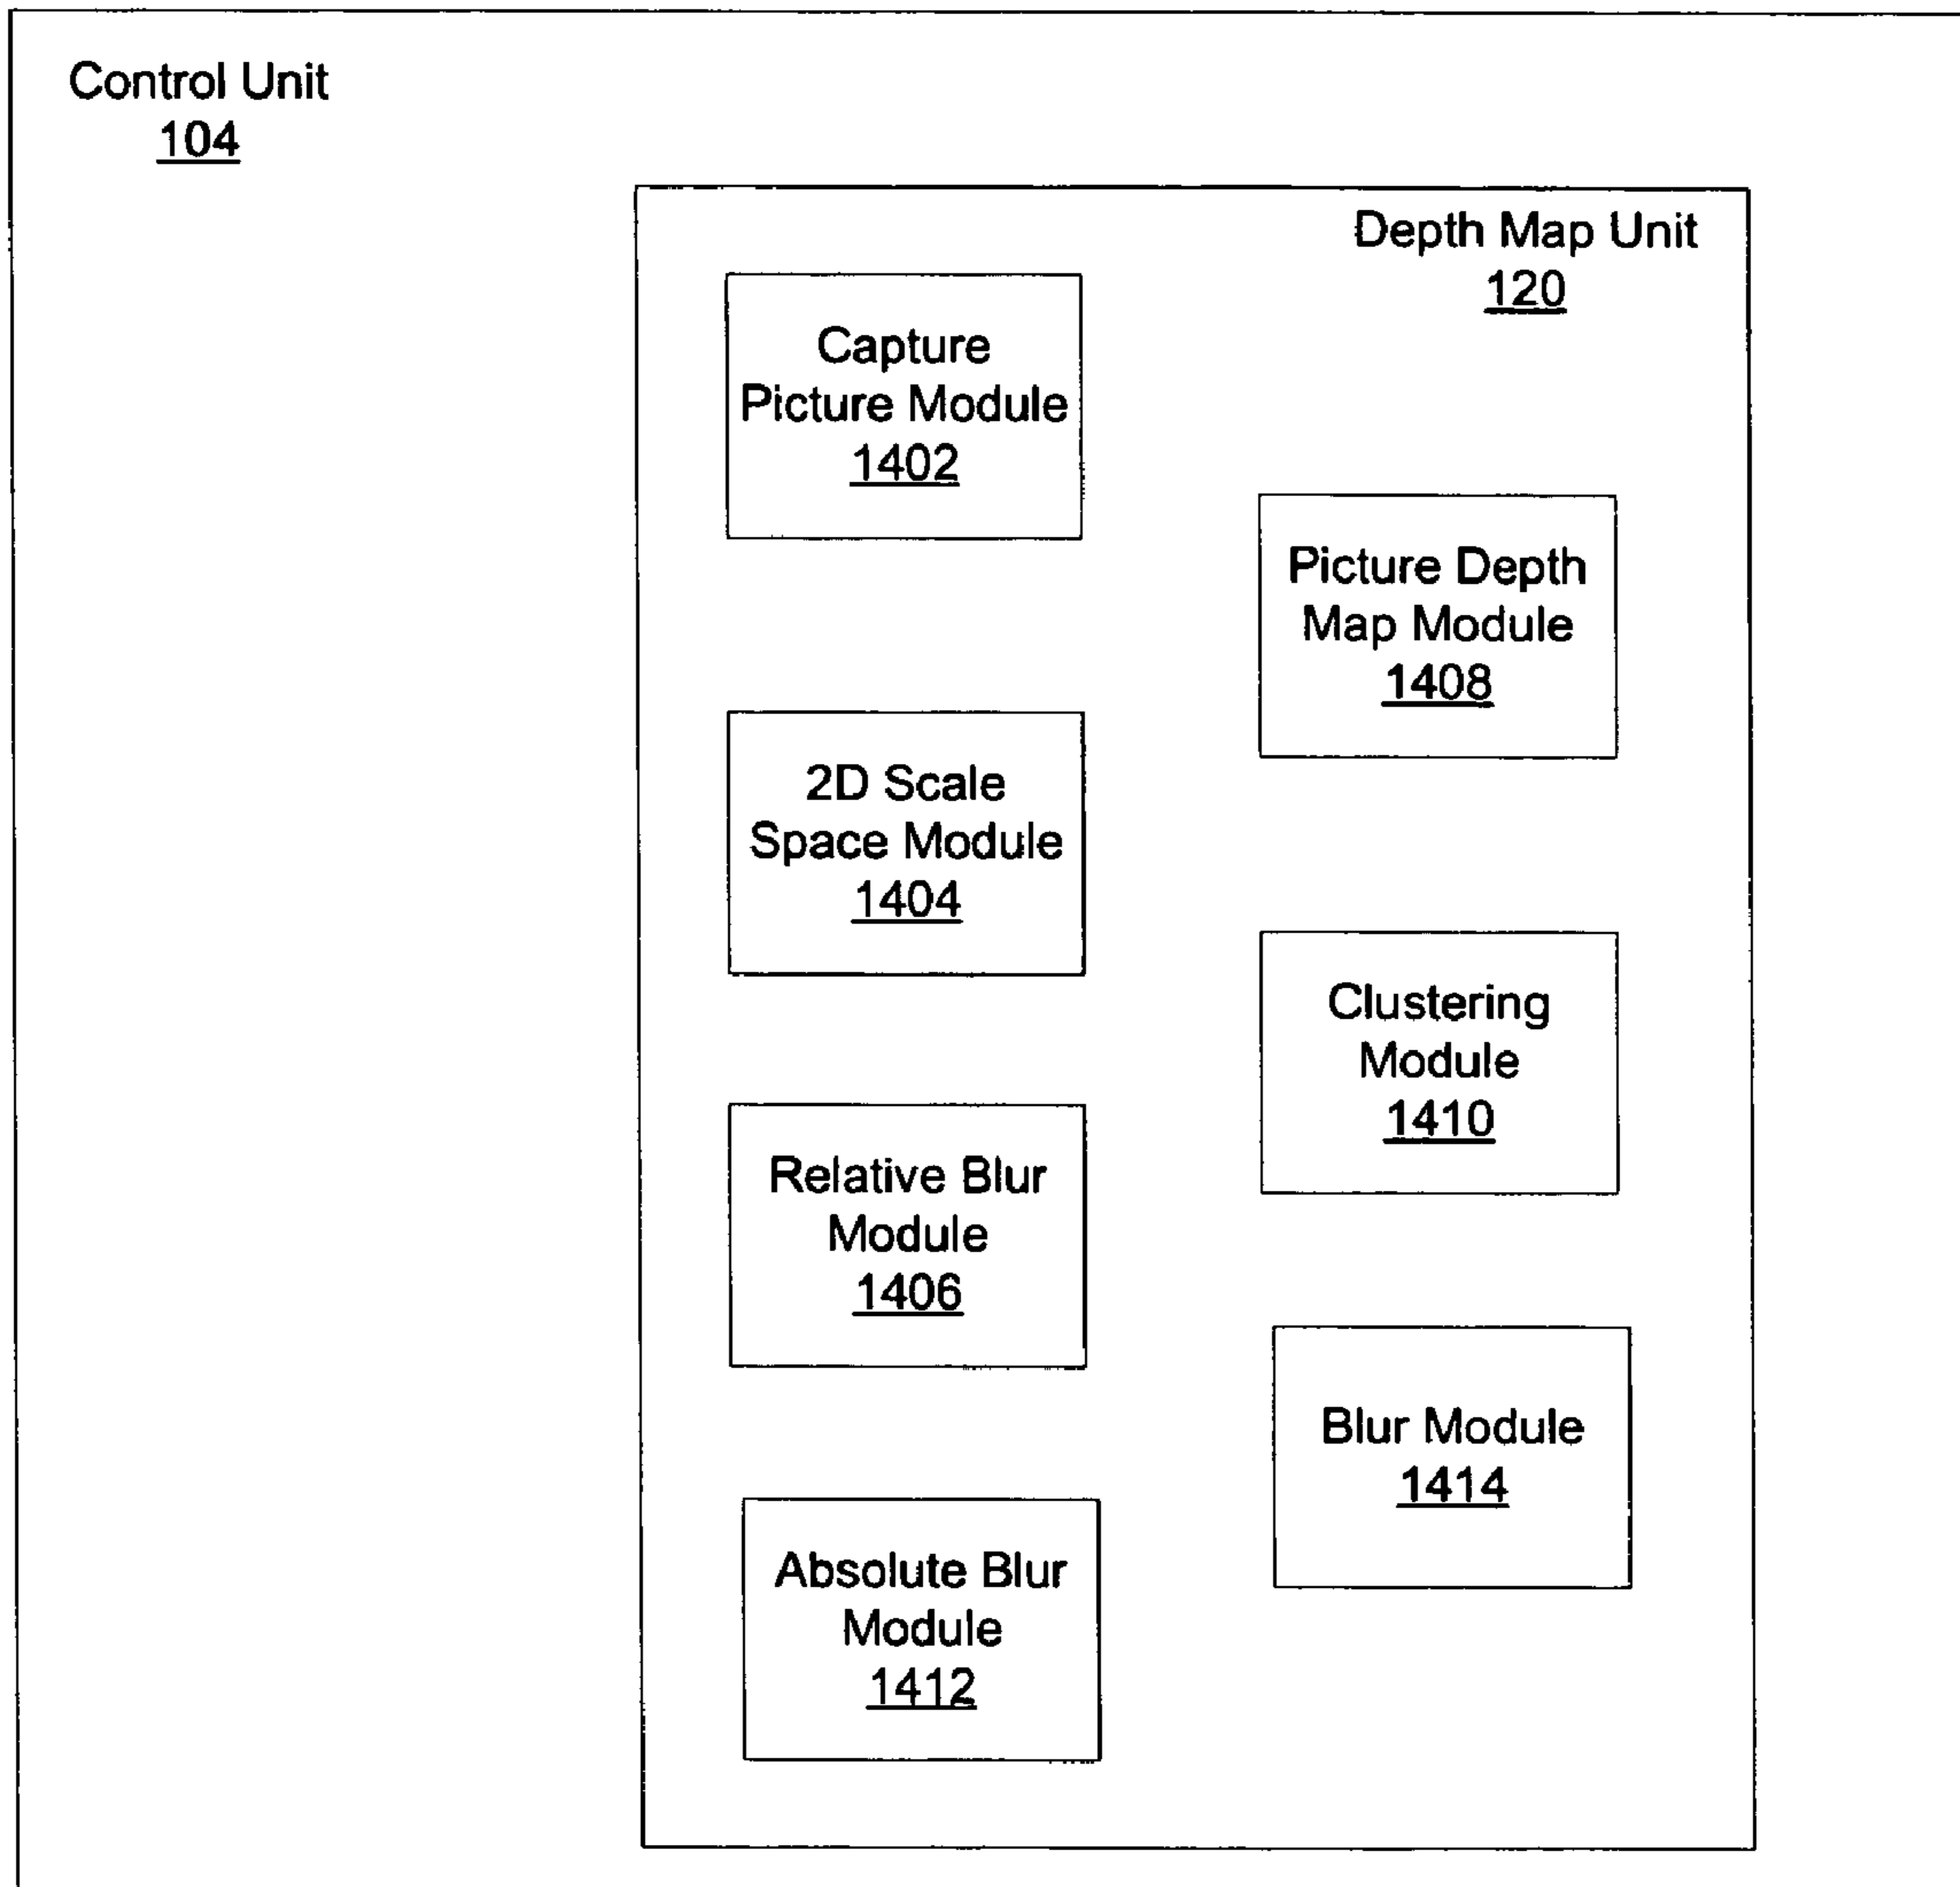 Control Unit
104
Depth Map Unit
120
Capture
Picture Module
1402
Picture Depth
Map Module
1408
2D Scale
Space Module
1404
Clustering
Module
1410
Relative Blur
Module
1406
Blur Module
1414
Absolute Blur
Module
1412